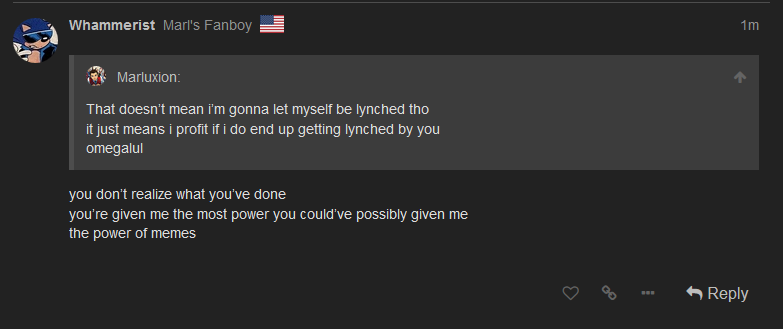 Whammerist Marl's Fanboy 1m
Marluxion:
That doesn’t mean i’m gonna let myself be lynched tho
it just means i profit if i do end up getting lynched by you
omegalul
you don’t realize what you’ve done
you’re given me the most power you could’ve possibly given me
the power of memes
Reply